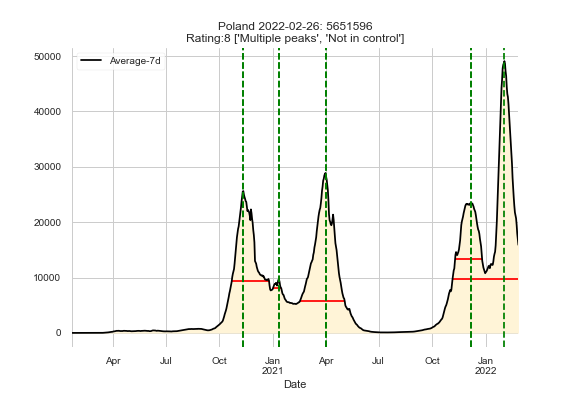 Poland 2022-02-26: 5651596
Rating:8 ['Multiple peaks', 'Not in control']
Average-7d
50000
40000
30000
20000
10000
0
Apr Jul Oct Jan Apr Jul Oct Jan
2021 2022
Date